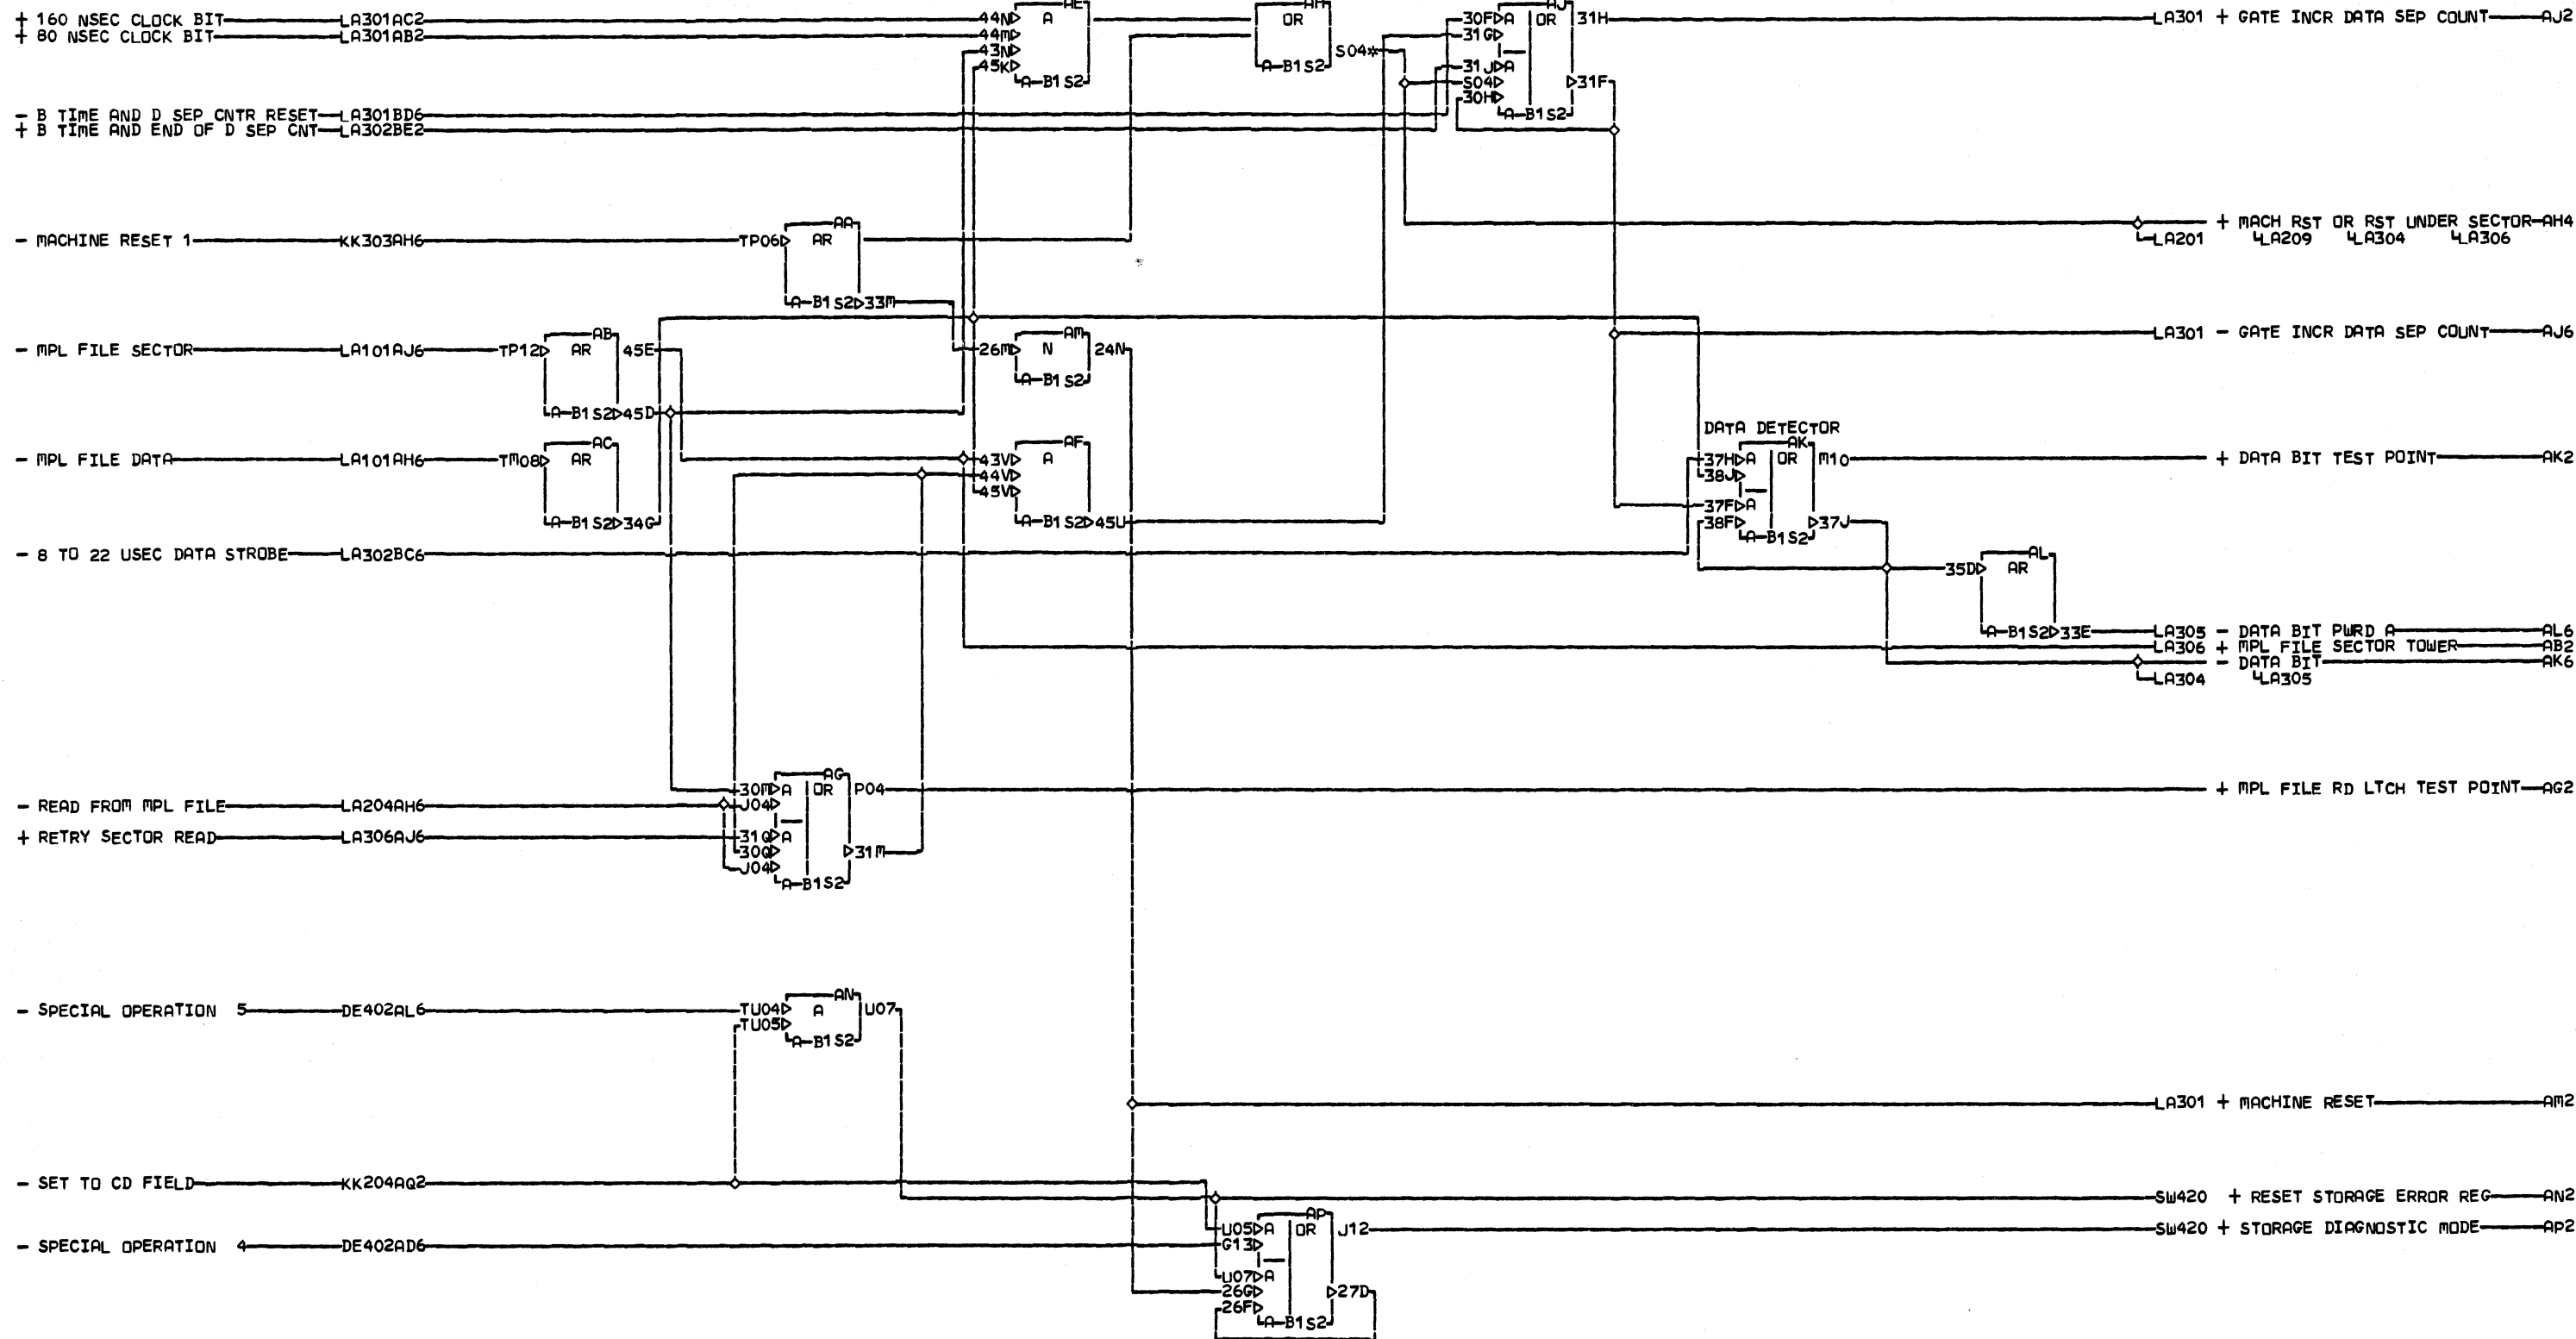 + 160 NSEC CLOCK BIT LA301AC2 44N A AE OR AH 30F A OR AJ 31H LA301 + GATE INCR DATA SEP COUNT AJ2
+ 80 NSEC CLOCK BIT LA301AB2 44M 31G
43N S04*
45K A-B1S2 31J A
A-B1S2 S04 31F
30H
A-B1S2
- B TIME AND D SEP CNTR RESET LA301BD6
+ B TIME AND END OF D SEP CNT LA302BE2
AA + MACH RST OR RST UNDER SECTOR AH4
- MACHINE RESET 1 KK303AH6 TP06 AR LA201 LA209 LA304 LA306
A-B1S2 33M
AB AM LA301 - GATE INCR DATA SEP COUNT AJ6
- MPL FILE SECTOR LA101AJ6 TP12 AR 45E 26M N 24N
A-B1S2
A-B1S2 45D
DATA DETECTOR
AC AF AK
- MPL FILE DATA LA101AH6 TM08 AR 43V A 37H A OR M10 + DATA BIT TEST POINT AK2
44V 38J
45V
37F A
A-B1S2 34G A-B1S2 45U 38F 37J
A-B1S2
- 8 TO 22 USEC DATA STROBE LA302BC6 AL
35D AR
A-B1S2 33E LA305 - DATA BIT PWRD A AL6
LA306 + MPL FILE SECTOR TOWER AB2
- DATA BIT AK6
LA304 LA305
AG
30M A OR P04 + MPL FILE RD LTCH TEST POINT AG2
- READ FROM MPL FILE LA204AH6 J04
+ RETRY SECTOR READ LA306AJ6 31Q A
30Q 31M
J04
A-B1S2
AN
- SPECIAL OPERATION 5 DE402AL6 TU04 A U07
TU05
A-B1S2
LA301 + MACHINE RESET AM2
- SET TO CD FIELD KK204AQ2
SW420 + RESET STORAGE ERROR REG AN2
AP
U05 A OR J12 SW420 + STORAGE DIAGNOSTIC MODE AP2
- SPECIAL OPERATION 4 DE402AD6 G13
U07 A
26G 27D
26F
A-B1S2